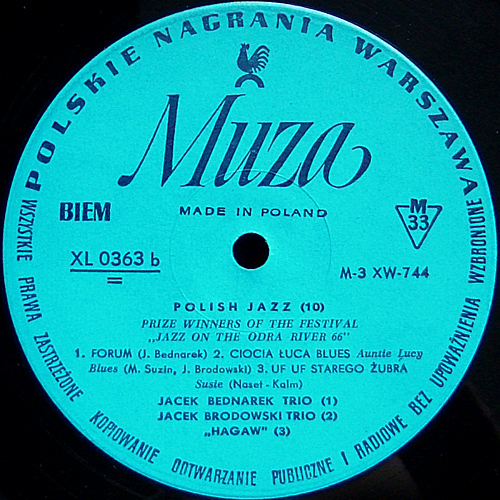 POLSKIE NAGRANIA WARSZAWA
Muza
MADE IN POLAND
BIEM
M
33
XL 0363 b
M-3 XW-744
POLISH JAZZ (10)
PRIZE WINNERS OF THE FESTIVAL
„JAZZ ON THE ODRA RIVER 66"
1. FORUM (J. Bednarek) 2. CIOCIA ŁUCA BLUES Auntie Łucy
Blues (M. Suzin, J. Brodowski) 3. UF UF STAREGO ŻUBRA
Susie (Naset - Kalm)
JACEK BEDNAREK TRIO (1)
JACEK BRODOWSKI TRIO (2)
„HAGAW" (3)
WSZYSTKIE PRAWA ZASTRZEŻONE KOPIOWANIE ODTWARZANIE PUBLICZNE I RADIOWE BEZ UPOWAŻNIENIA WZBRONIONE